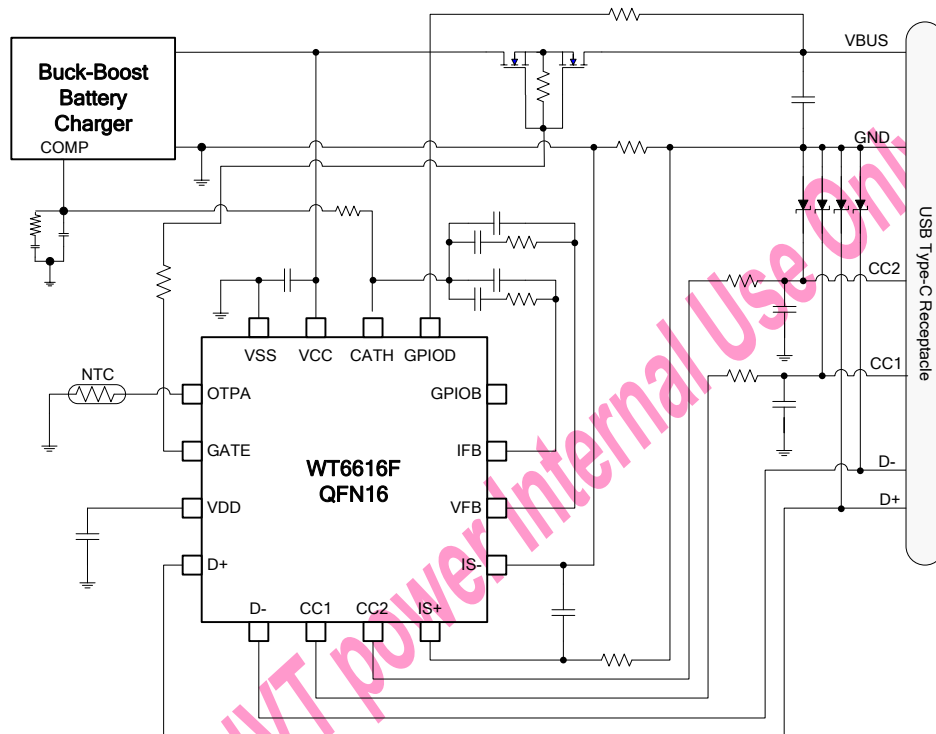 VBUS
Buck-Boost
Battery
Charger
COMP
GND
USB Type-C Receptacle
CC2
CC1
D-
D+
VSS
VCC
CATH
GPIOD
NTC
OTPA
GPIOB
GATE
IFB
WT6616F
QFN16
VDD
VFB
D+
IS-
D-
CC1
CC2
IS+
power Internal Use Only